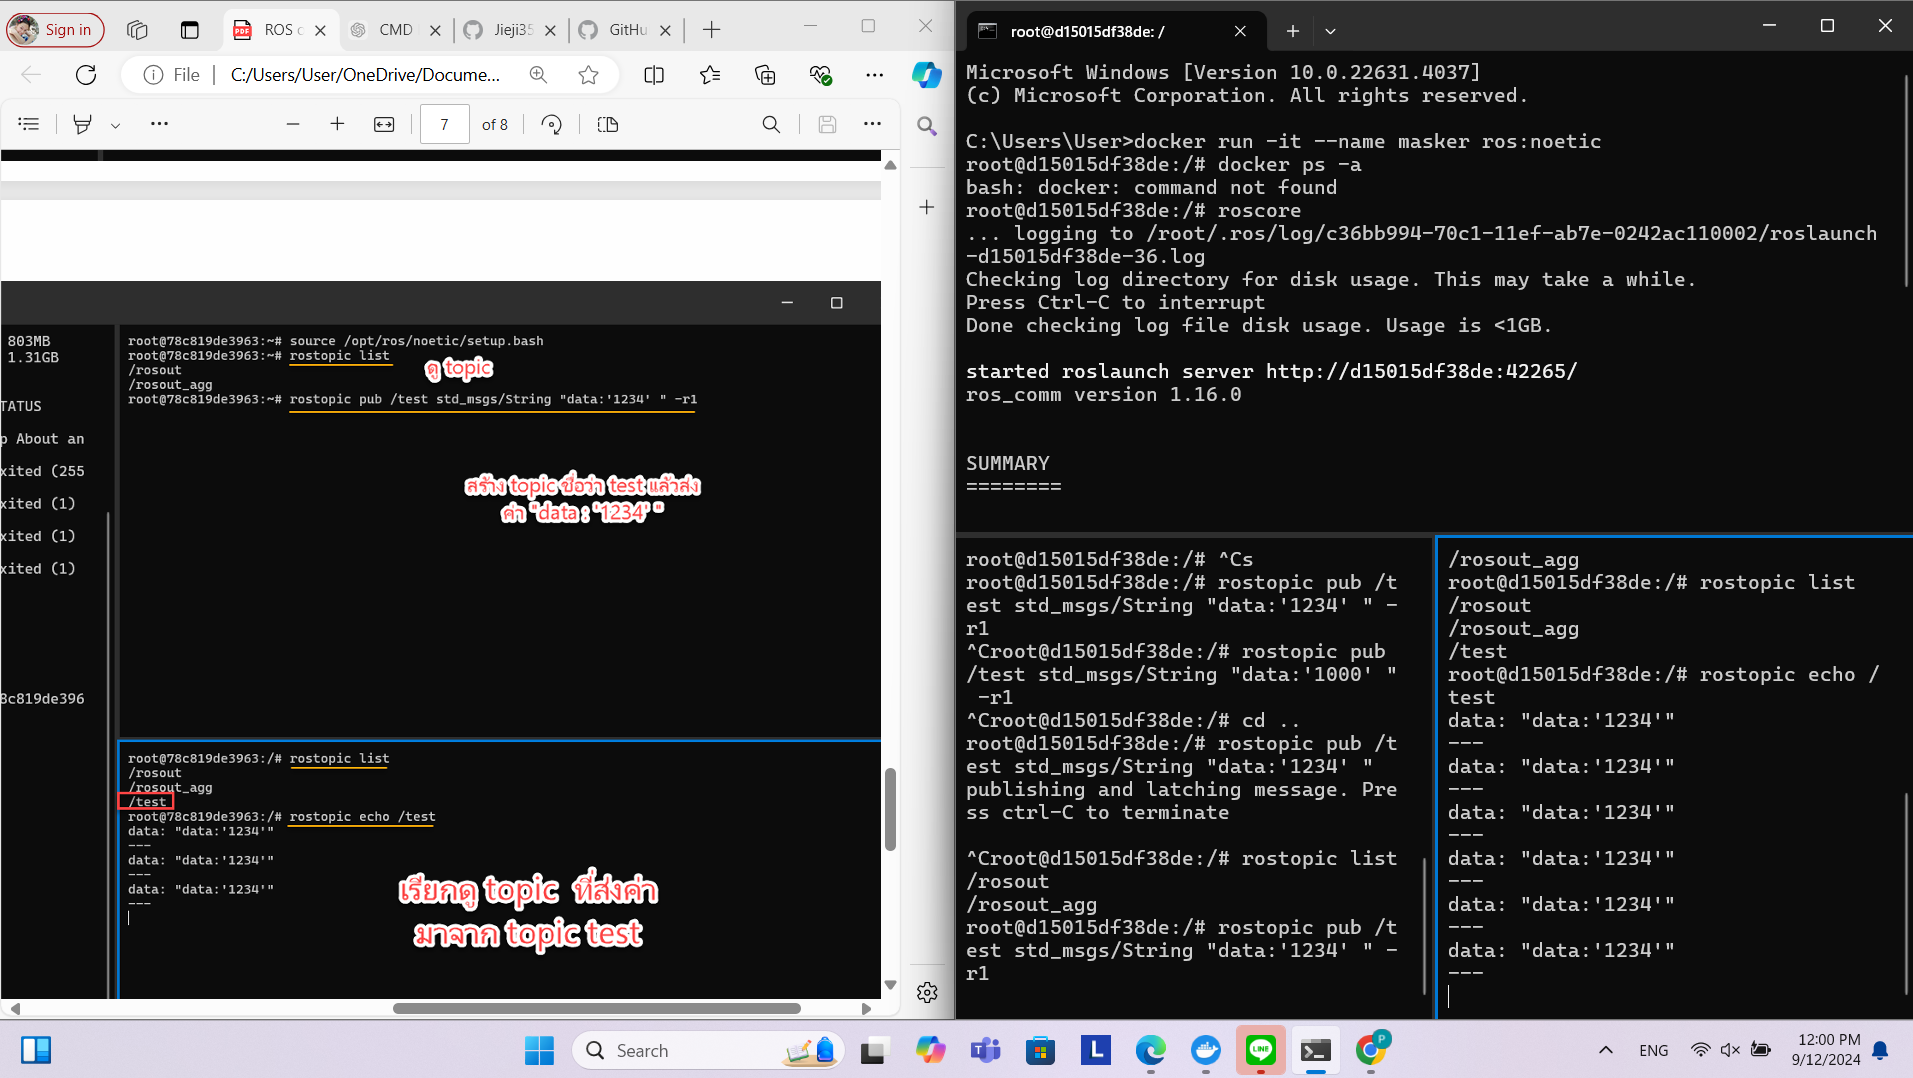 Sign in
ROS c
CMD
Jieji35
GitHu
File
C:/Users/User/OneDrive/Docume...
7
of 8
803MB
1.31GB
TATUS
p About an
xited (255
xited (1)
xited (1)
xited (1)
8c819de396
root@78c819de3963:~# source /opt/ros/noetic/setup.bash
root@78c819de3963:~# rostopic list
/rosout
/rosout_agg
root@78c819de3963:~# rostopic pub /test std_msgs/String "data:'1234' " -r1
ดู topic
สร้าง topic ชื่อว่า test แล้วส่ง
ค่า "data : '1234' "
root@78c819de3963:/# rostopic list
/rosout
/rosout_agg
/test
root@78c819de3963:/# rostopic echo /test
data: "data:'1234'"
---
data: "data:'1234'"
---
data: "data:'1234'"
---
เรียกดู topic ที่ส่งค่า
มาจาก topic test
root@d15015df38de: /
Microsoft Windows [Version 10.0.22631.4037]
(c) Microsoft Corporation. All rights reserved.
C:\Users\User>docker run -it --name masker ros:noetic
root@d15015df38de:/# docker ps -a
bash: docker: command not found
root@d15015df38de:/# roscore
... logging to /root/.ros/log/c36bb994-70c1-11ef-ab7e-0242ac110002/roslaunch
-d15015df38de-36.log
Checking log directory for disk usage. This may take a while.
Press Ctrl-C to interrupt
Done checking log file disk usage. Usage is <1GB.
started roslaunch server http://d15015df38de:42265/
ros_comm version 1.16.0
SUMMARY
========
root@d15015df38de:/# ^Cs
root@d15015df38de:/# rostopic pub /t
est std_msgs/String "data:'1234' " -
r1
^Croot@d15015df38de:/# rostopic pub
/test std_msgs/String "data:'1000' "
-r1
^Croot@d15015df38de:/# cd ..
root@d15015df38de:/# rostopic pub /t
est std_msgs/String "data:'1234' "
publishing and latching message. Pre
ss ctrl-C to terminate
^Croot@d15015df38de:/# rostopic list
/rosout
/rosout_agg
root@d15015df38de:/# rostopic pub /t
est std_msgs/String "data:'1234' " -
r1
/rosout_agg
root@d15015df38de:/# rostopic list
/rosout
/rosout_agg
/test
root@d15015df38de:/# rostopic echo /
test
data: "data:'1234'"
---
data: "data:'1234'"
---
data: "data:'1234'"
---
data: "data:'1234'"
---
data: "data:'1234'"
---
data: "data:'1234'"
---
Search
L
LINE
P
ENG
12:00 PM
9/12/2024